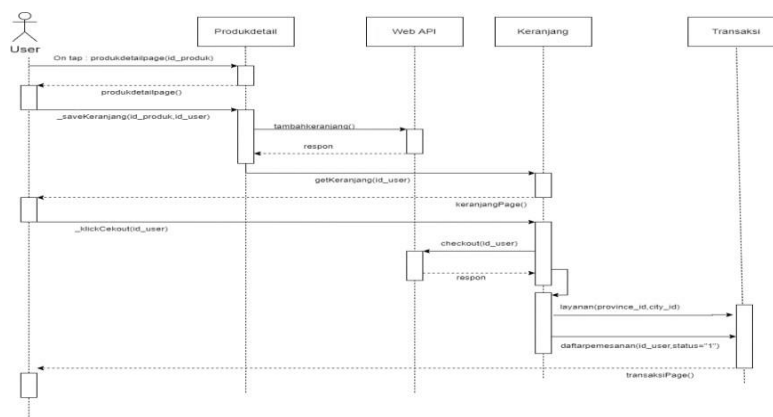 Produkdetail
Web API
Keranjang
Transaksi
User
On tap : produkdetailpage(id_produk)
produkdetailpage()
_saveKeranjang(id_produk,id_user)
tambahkeranjang()
respon
getKeranjang(id_user)
keranjangPage()
_klickCekout(id_user)
checkout(id_user)
respon
layanan(province_id,city_id)
daftarpemesanan(id_user,status="1")
transaksiPage()